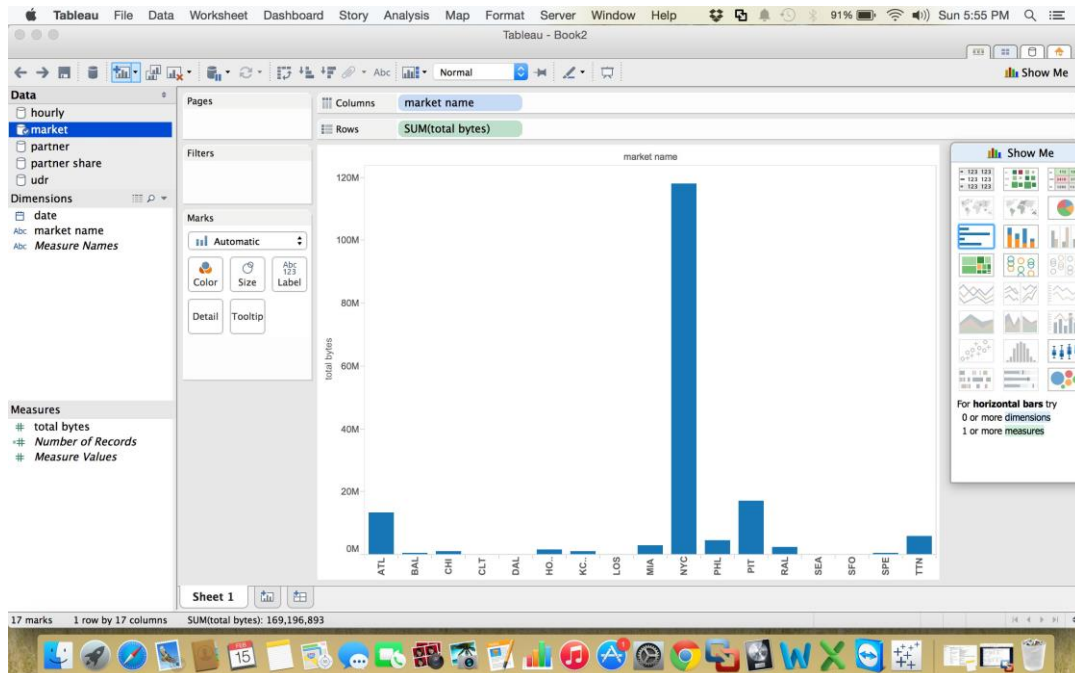 Tableau File Data Worksheet Dashboard Story Analysis Map Format Server Window Help 91% Sun 5:55 PM
Tableau - Book2
Abc Normal Show Me
Data
hourly
market
partner
partner share
udr
Dimensions
date
Abc market name
Abc Measure Names
Measures
# total bytes
=# Number of Records
# Measure Values
Pages
Filters
Marks
Automatic
Color Size Abc 123 Label
Detail Tooltip
Columns market name
Rows SUM(total bytes)
market name
total bytes
120M
100M
80M
60M
40M
20M
0M
ATL BAL CHI CLT DAL HO.. KC.. LOS MIA NYC PHL PIT RAL SEA SFO SPE TTN
Show Me
For horizontal bars try
0 or more dimensions
1 or more measures
Sheet 1
17 marks 1 row by 17 columns SUM(total bytes): 169,196,893
FEB 15